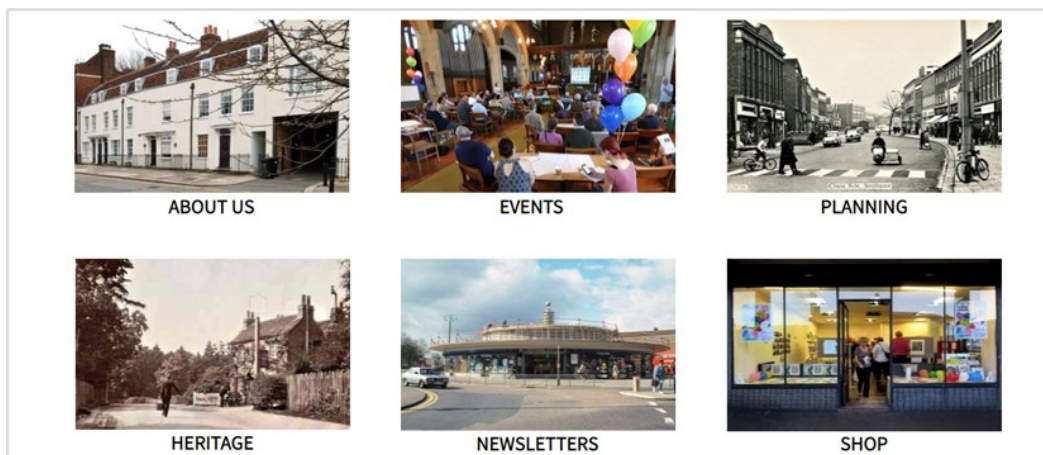 ABOUT US
EVENTS
PLANNING
HERITAGE
NEWSLETTERS
SHOP